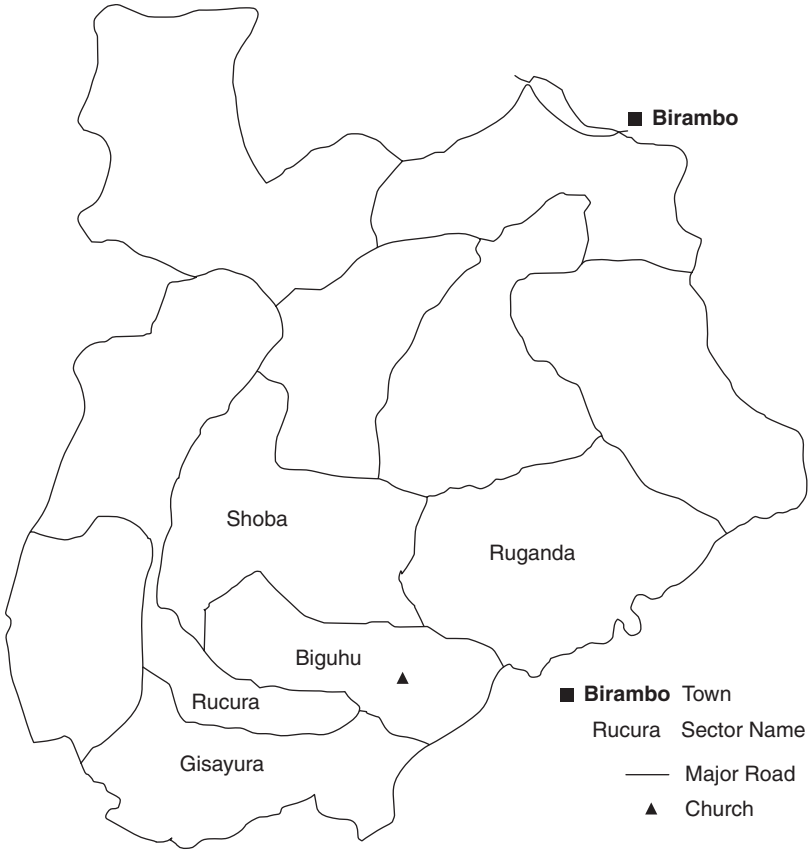 Birambo
Shoba
Ruganda
Biguhu
Rucura
Gisayura
Birambo Town
Rucura Sector Name
Major Road
Church